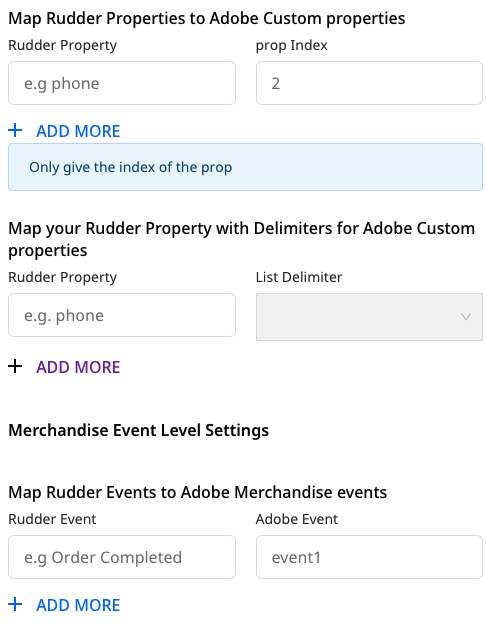 Map Rudder Properties to Adobe Custom properties
Rudder Property
prop Index
e.g phone
2
ADD MORE
Only give the index of the prop
Map your Rudder Property with Delimiters for Adobe Custom
properties
Rudder Property
List Delimiter
e.g. phone
ADD MORE
Merchandise Event Level Settings
Map Rudder Events to Adobe Merchandise events
Rudder Event
Adobe Event
e.g Order Completed
event1
ADD MORE